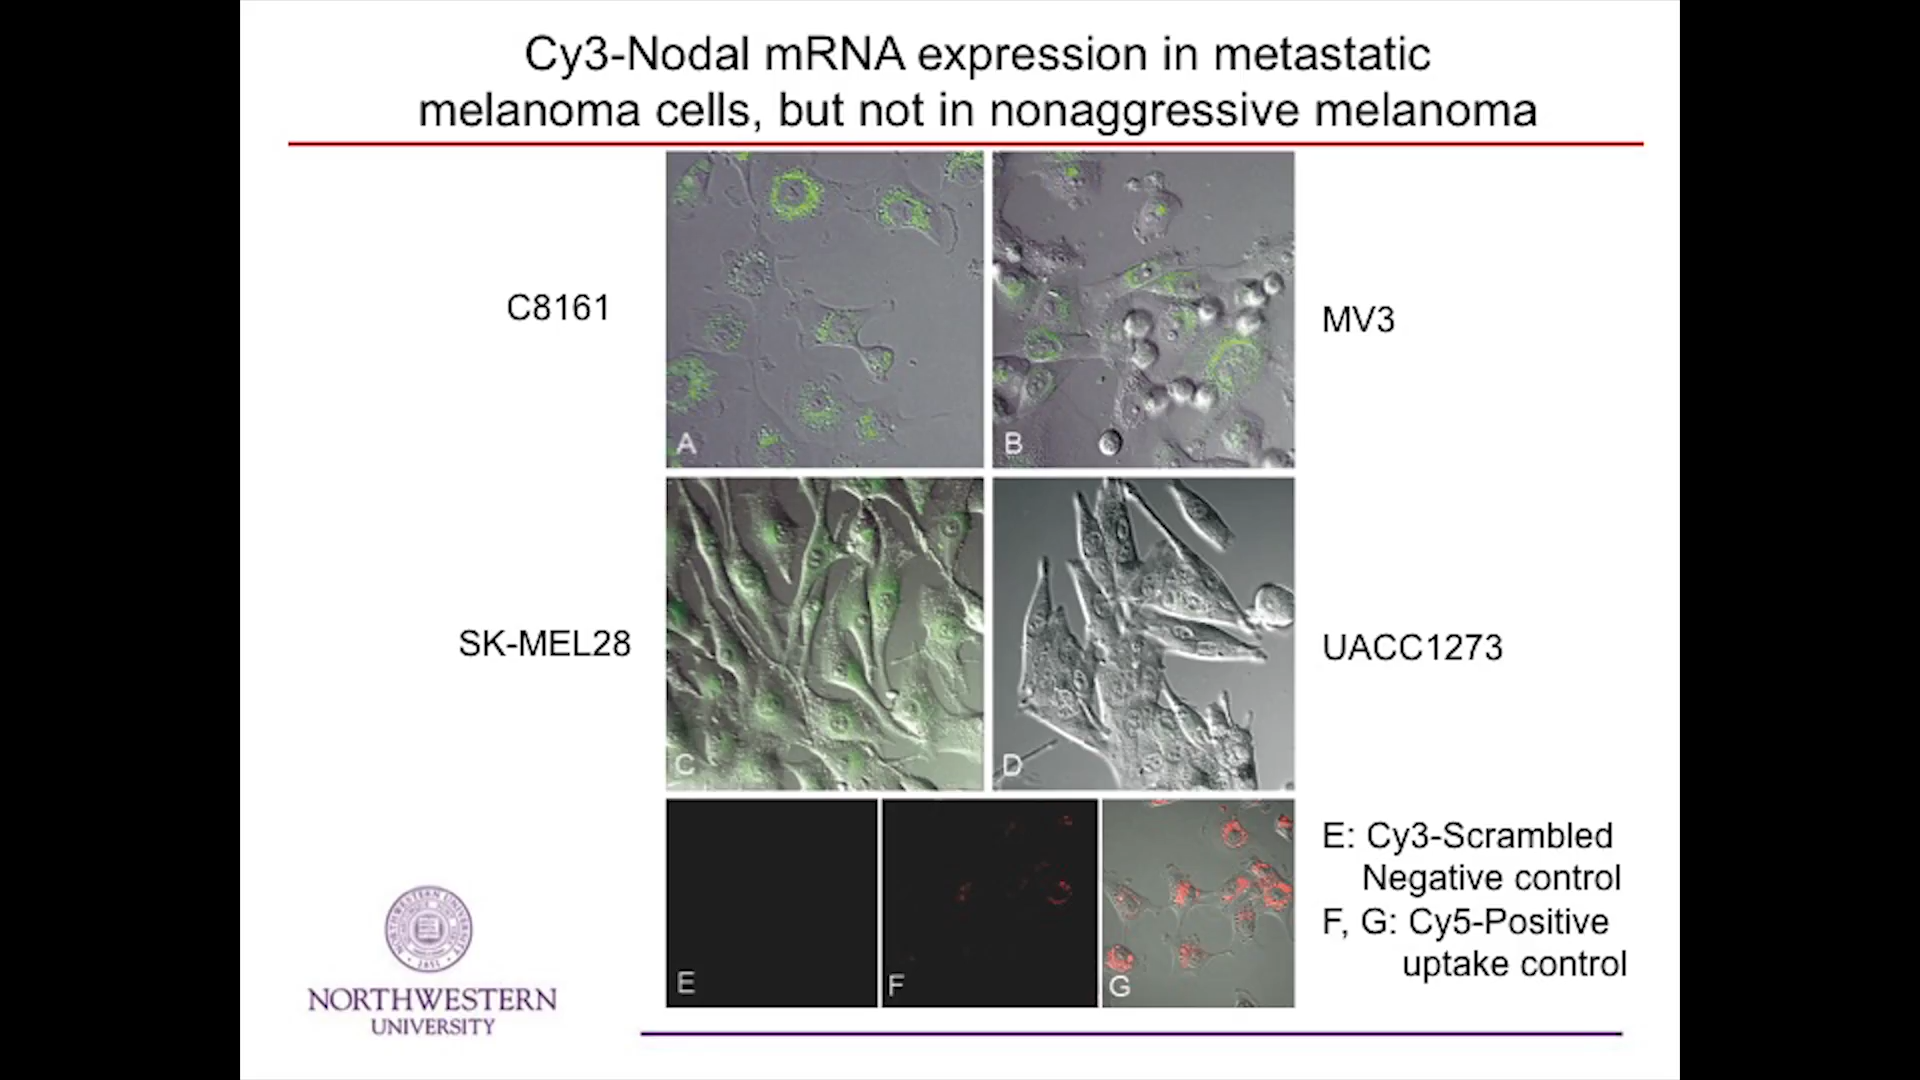 Cy3-Nodal mRNA expression in metastatic
melanoma cells, but not in nonaggressive melanoma
C8161
A
B
MV3
SK-MEL28
C
D
UACC1273
E
F
G
E: Cy3-Scrambled
Negative control
F, G: Cy5-Positive
uptake control
NORTHWESTERN
UNIVERSITY